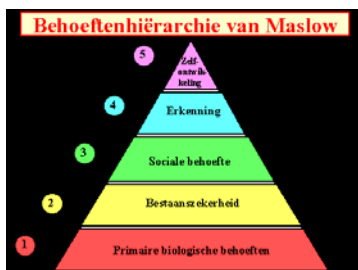 Behoeftenhiërarchie van Maslow
5
Zelf-
ontwik-
keling
4
Erkenning
3
Sociale behoefte
2
Bestaanszekerheid
1
Primaire biologische behoeften